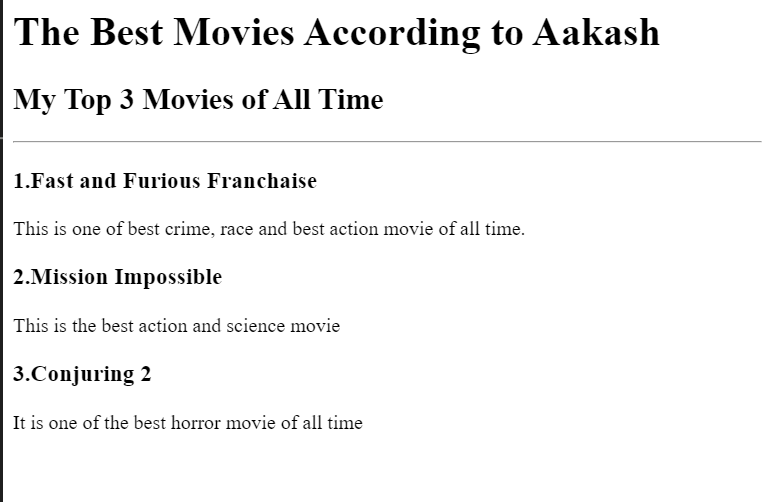 The Best Movies According to Aakash
My Top 3 Movies of All Time
1.Fast and Furious Franchaise
This is one of best crime, race and best action movie of all time.
2.Mission Impossible
This is the best action and science movie
3.Conjuring 2
It is one of the best horror movie of all time